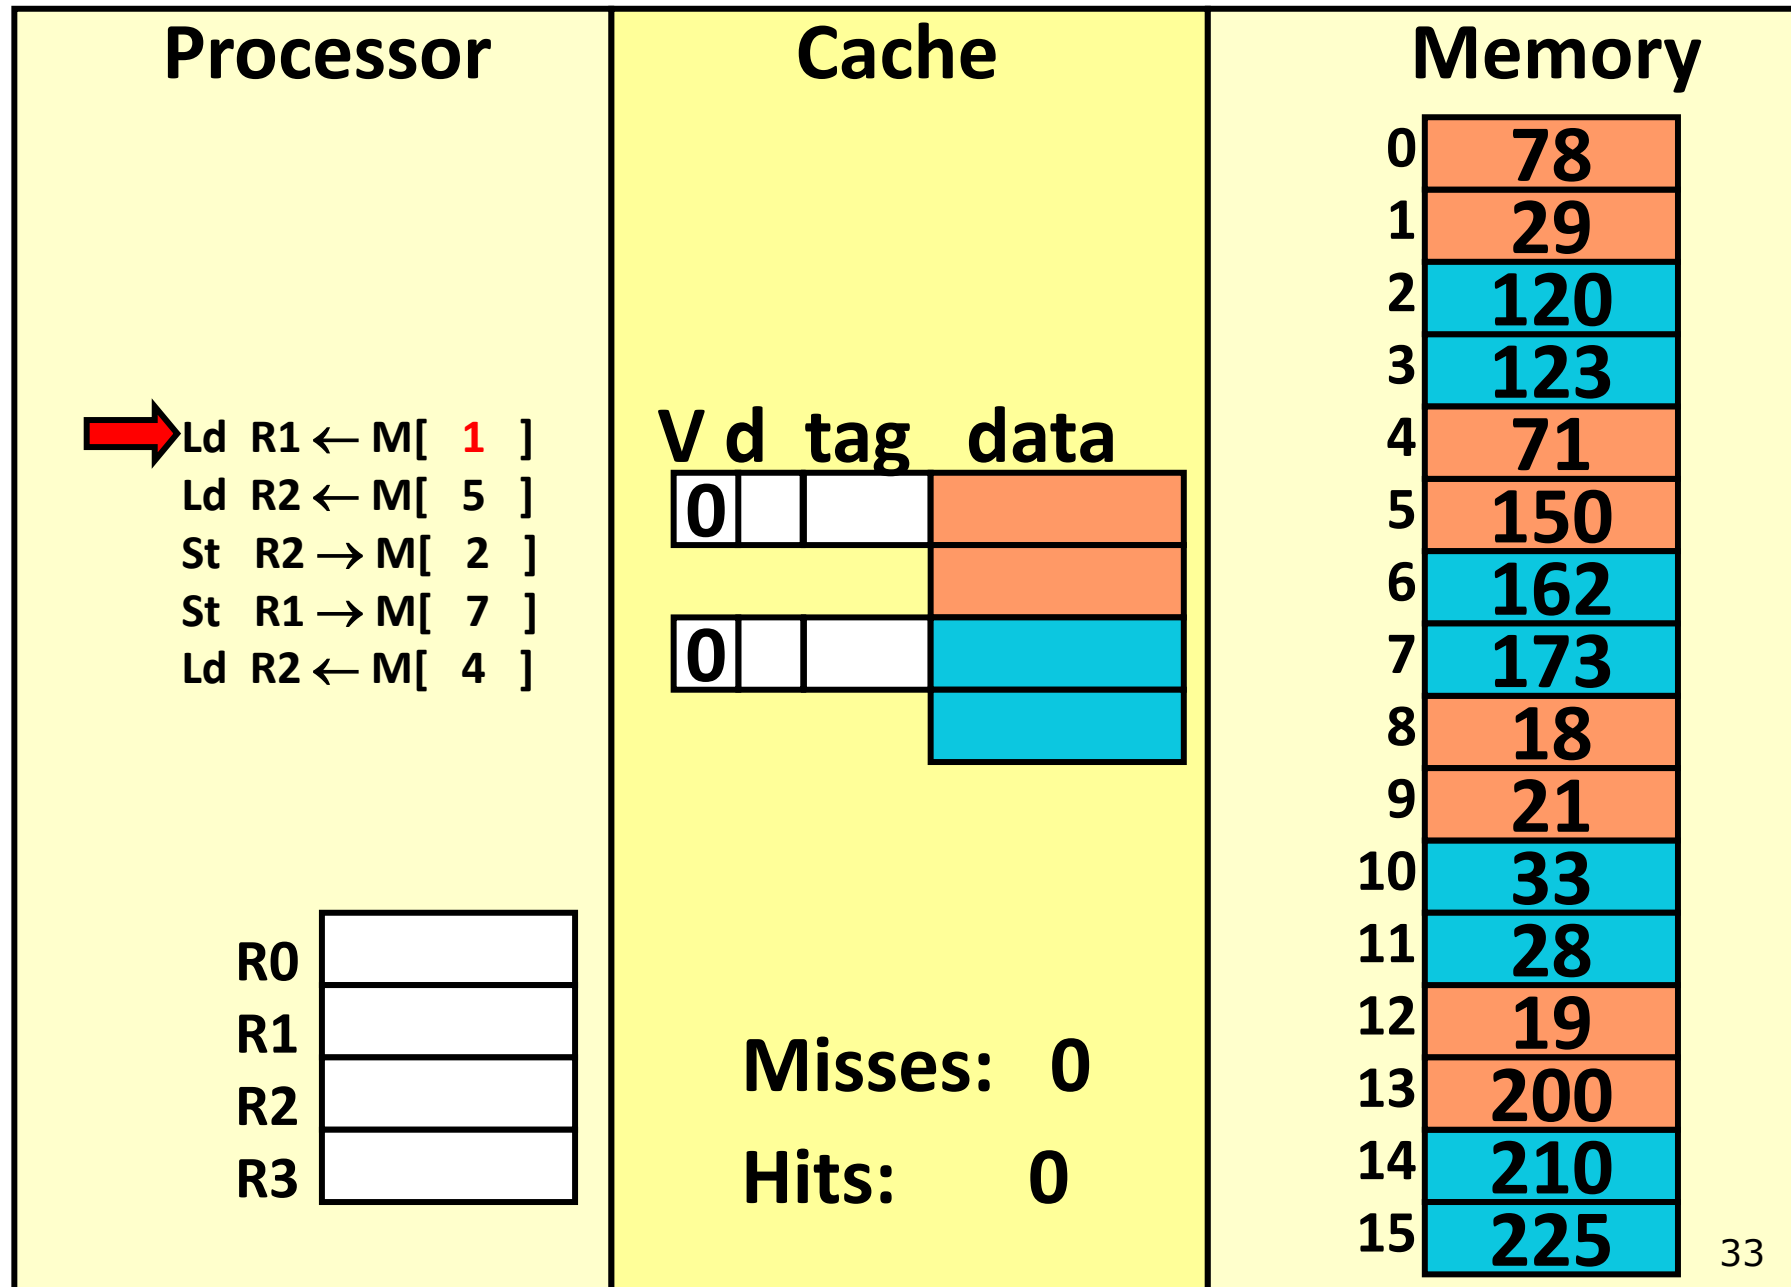 Processor
Ld R1 ← M[ 1 ]
Ld R2 ← M[ 5 ]
St R2 → M[ 2 ]
St R1 → M[ 7 ]
Ld R2 ← M[ 4 ]
R0
R1
R2
R3
Cache
V d tag data
0
0
Misses: 0
Hits: 0
Memory
0 78
1 29
2 120
3 123
4 71
5 150
6 162
7 173
8 18
9 21
10 33
11 28
12 19
13 200
14 210
15 225
33